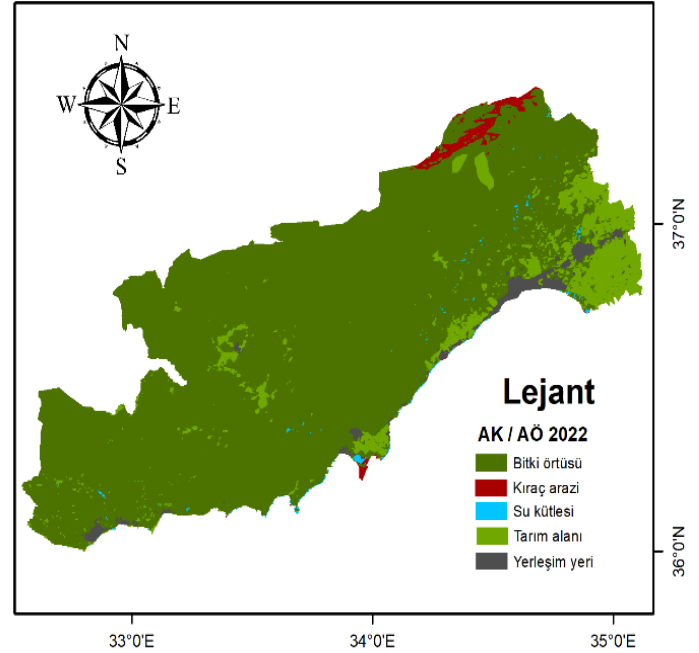 N
W E
S
37°0'N
Lejant
AK / AÖ 2022
Bitki örtüsü
Kıraç arazi
Su kütlesi
Tarım alanı
Yerleşim yeri
36°0'N
33°0'E 34°0'E 35°0'E